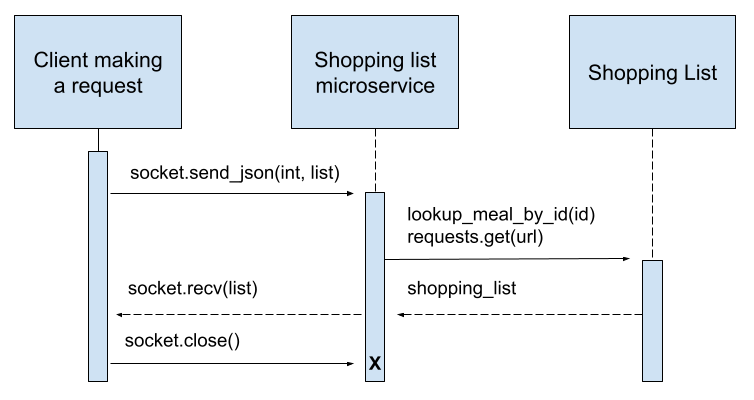 Client making
a request
Shopping list
microservice
Shopping List
socket.send_json(int, list)
lookup_meal_by_id(id)
requests.get(url)
socket.recv(list)
shopping_list
socket.close()
X